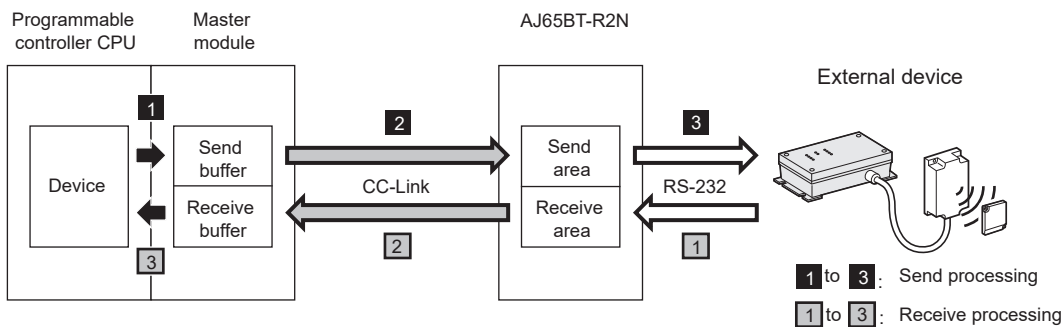 Programmable
controller CPU
Master
module
AJ65BT-R2N
External device
1
2
3
Device
Send
buffer
Receive
buffer
CC-Link
Send
area
Receive
area
RS-232
3
2
1
1 to 3 : Send processing
1 to 3 : Receive processing